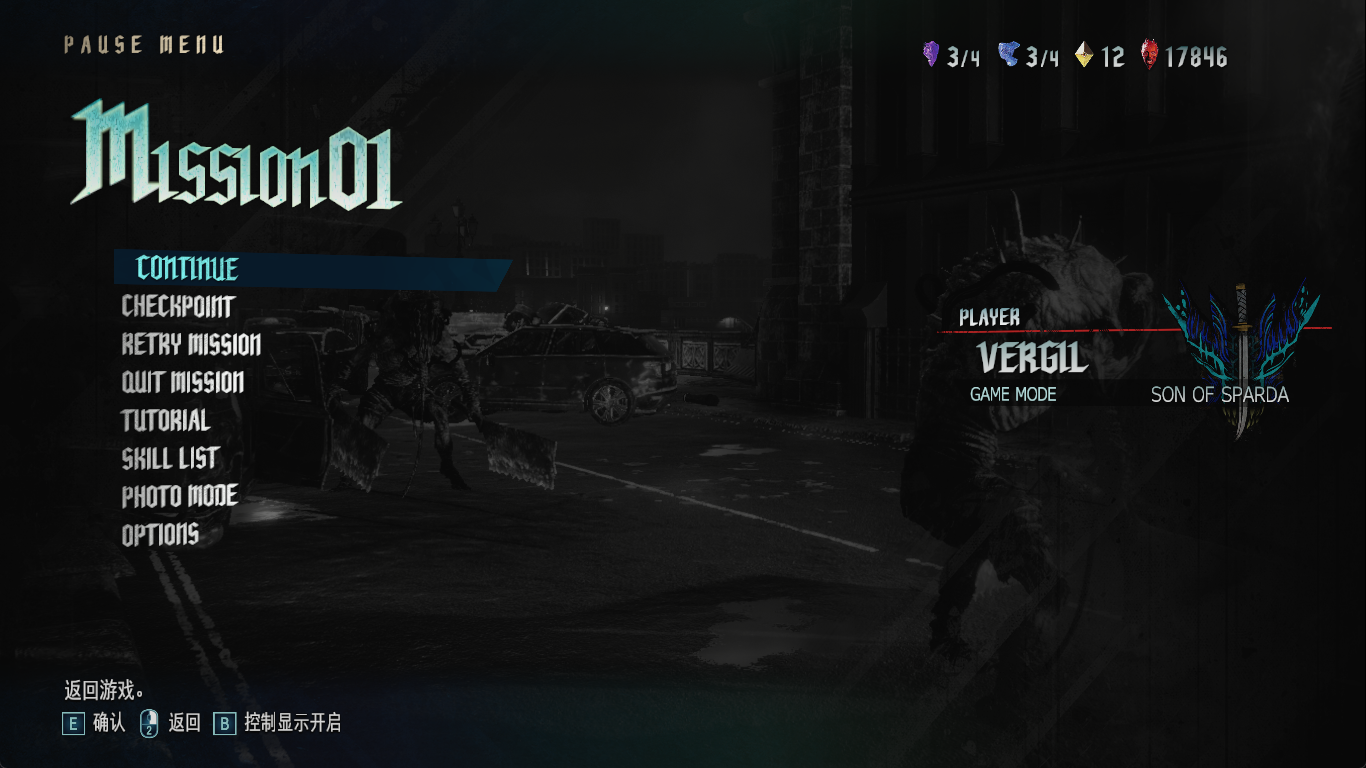 PAUSE MENU
3/4 3/4 12 17846
Mission01
CONTINUE
CHECKPOINT
RETRY MISSION
QUIT MISSION
TUTORIAL
SKILL LIST
PHOTO MODE
OPTIONS
PLAYER
VERGIL
GAME MODE SON OF SPARDA
返回游戏。
E 确认 2 返回 B 控制显示开启